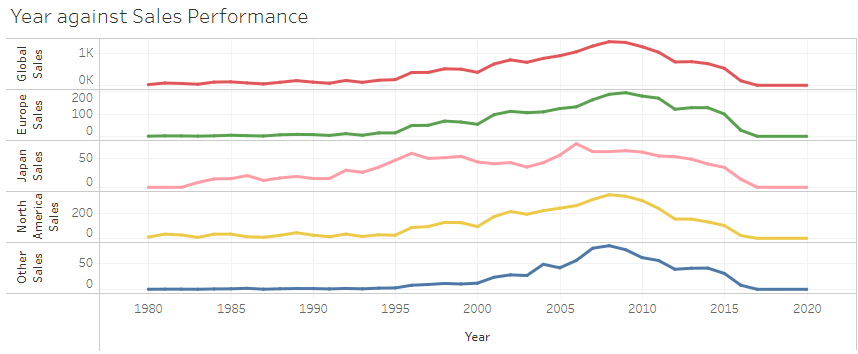 Year against Sales Performance
Global
Sales
1K
0K
Europe
Sales
200
100
0
Japan
Sales
50
0
North
America
Sales
200
0
Other
Sales
50
0
1980 1985 1990 1995 2000 2005 2010 2015 2020
Year